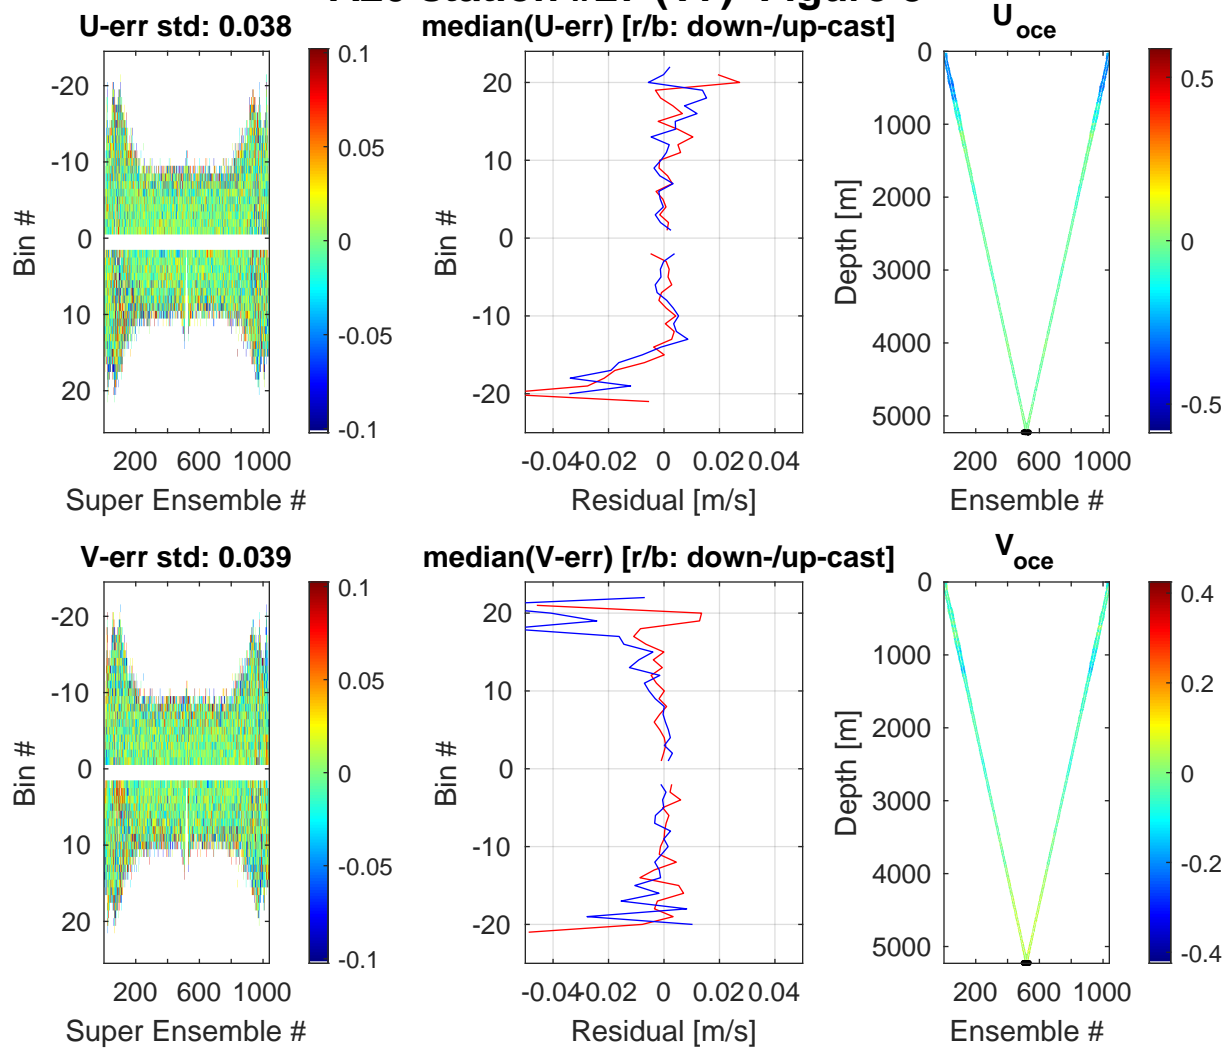 U-err std: 0.038
median(U-err) [r/b: down-/up-cast]
U oce
-20
-10
0
10
20
Bin #
200 600 1000
Super Ensemble #
0.1
0.05
0
-0.05
-0.1
20
10
0
-10
-20
Bin #
-0.04 -0.02 0 0.02 0.04
Residual [m/s]
0
1000
2000
3000
4000
5000
Depth [m]
200 600 1000
Ensemble #
0.5
0
-0.5
V-err std: 0.039
median(V-err) [r/b: down-/up-cast]
V oce
-20
-10
0
10
20
Bin #
200 600 1000
Super Ensemble #
0.1
0.05
0
-0.05
-0.1
20
10
0
-10
-20
Bin #
-0.04 -0.02 0 0.02 0.04
Residual [m/s]
0
1000
2000
3000
4000
5000
Depth [m]
200 600 1000
Ensemble #
0.4
0.2
0
-0.2
-0.4